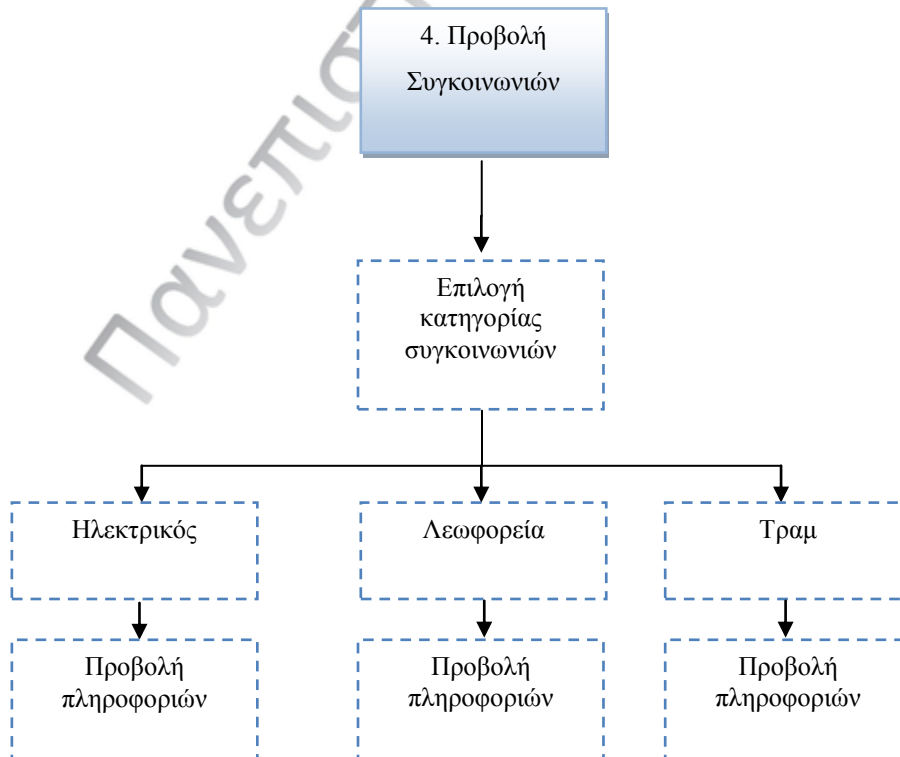 4. Προβολή
Συγκοινωνιών
Επιλογή
κατηγορίας
συγκοινωνιών
Ηλεκτρικός
Λεωφορεία
Τραμ
Προβολή
πληροφοριών
Προβολή
πληροφοριών
Προβολή
πληροφοριών